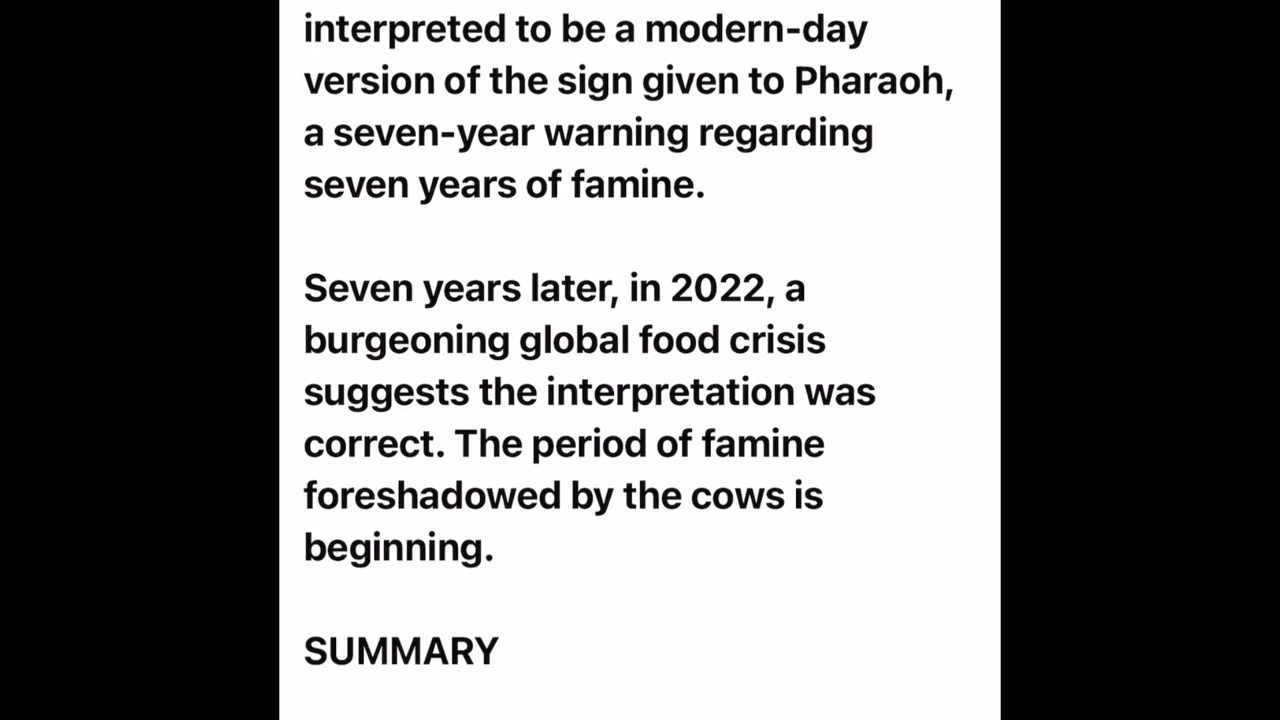 interpreted to be a modern-day
version of the sign given to Pharaoh,
a seven-year warning regarding
seven years of famine.
Seven years later, in 2022, a
burgeoning global food crisis
suggests the interpretation was
correct. The period of famine
foreshadowed by the cows is
beginning.
SUMMARY